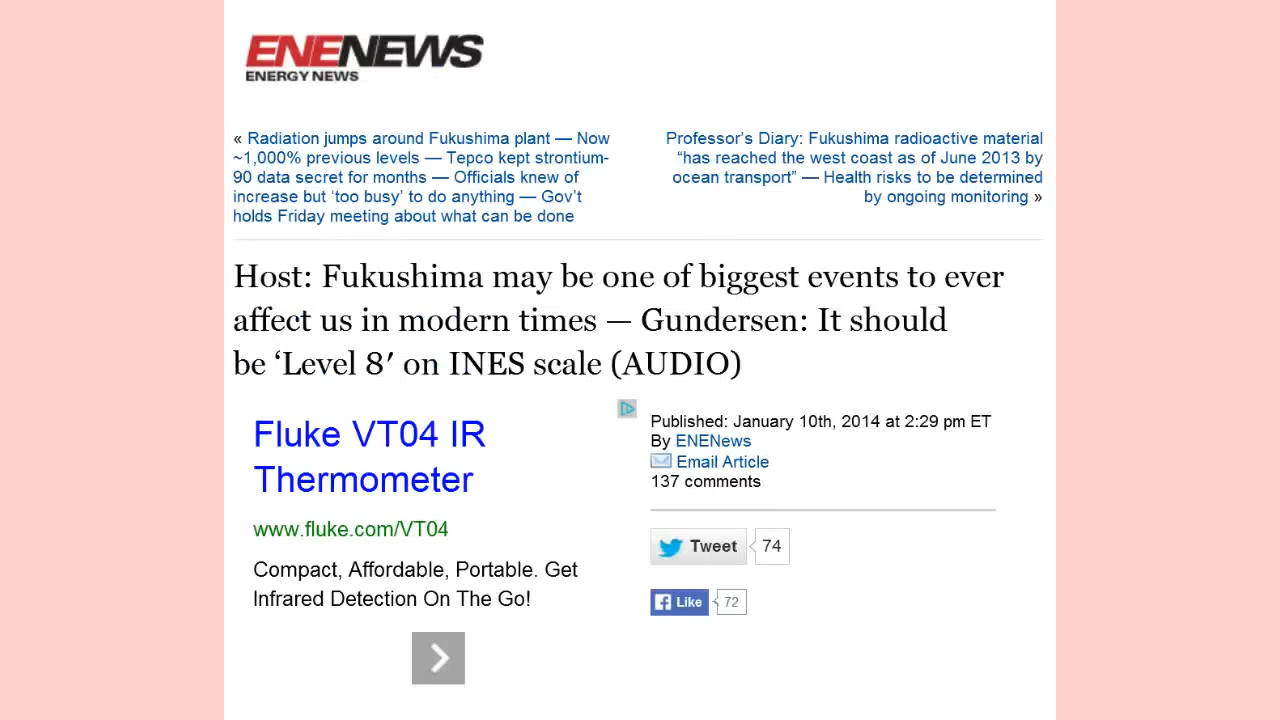 ENENEWS
ENERGY NEWS
« Radiation jumps around Fukushima plant — Now
~1,000% previous levels — Tepco kept strontium-
90 data secret for months — Officials knew of
increase but ‘too busy’ to do anything — Gov’t
holds Friday meeting about what can be done
Professor’s Diary: Fukushima radioactive material
“has reached the west coast as of June 2013 by
ocean transport” — Health risks to be determined
by ongoing monitoring »
Host: Fukushima may be one of biggest events to ever
affect us in modern times — Gundersen: It should
be ‘Level 8′ on INES scale (AUDIO)
Fluke VT04 IR
Thermometer
www.fluke.com/VT04
Compact, Affordable, Portable. Get
Infrared Detection On The Go!
Published: January 10th, 2014 at 2:29 pm ET
By ENENews
Email Article
137 comments
Tweet 74
Like 72